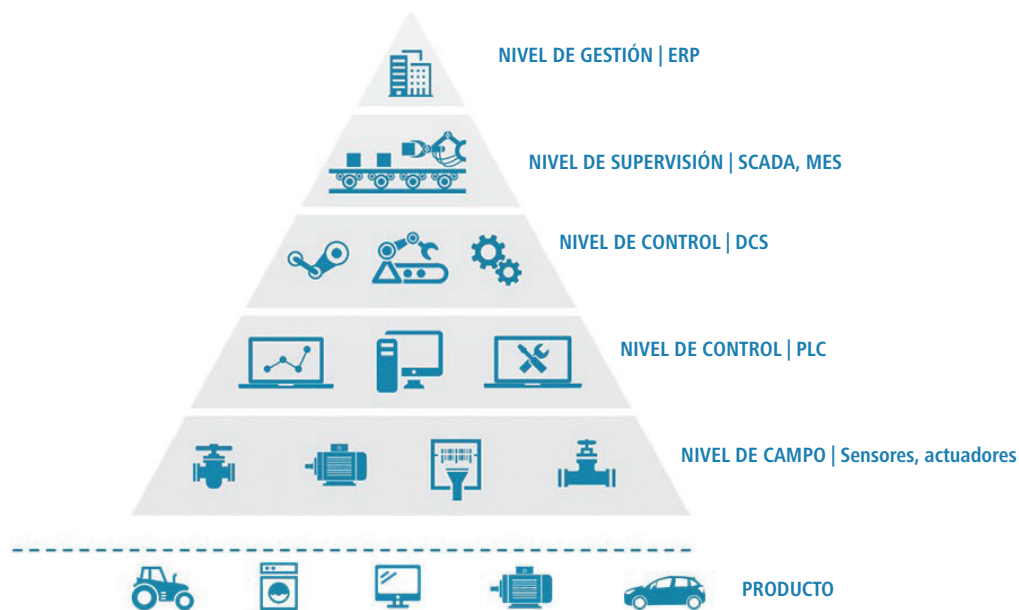 NIVEL DE GESTIÓN | ERP
NIVEL DE SUPERVISIÓN | SCADA, MES
NIVEL DE CONTROL | DCS
NIVEL DE CONTROL | PLC
NIVEL DE CAMPO | Sensores, actuadores
PRODUCTO